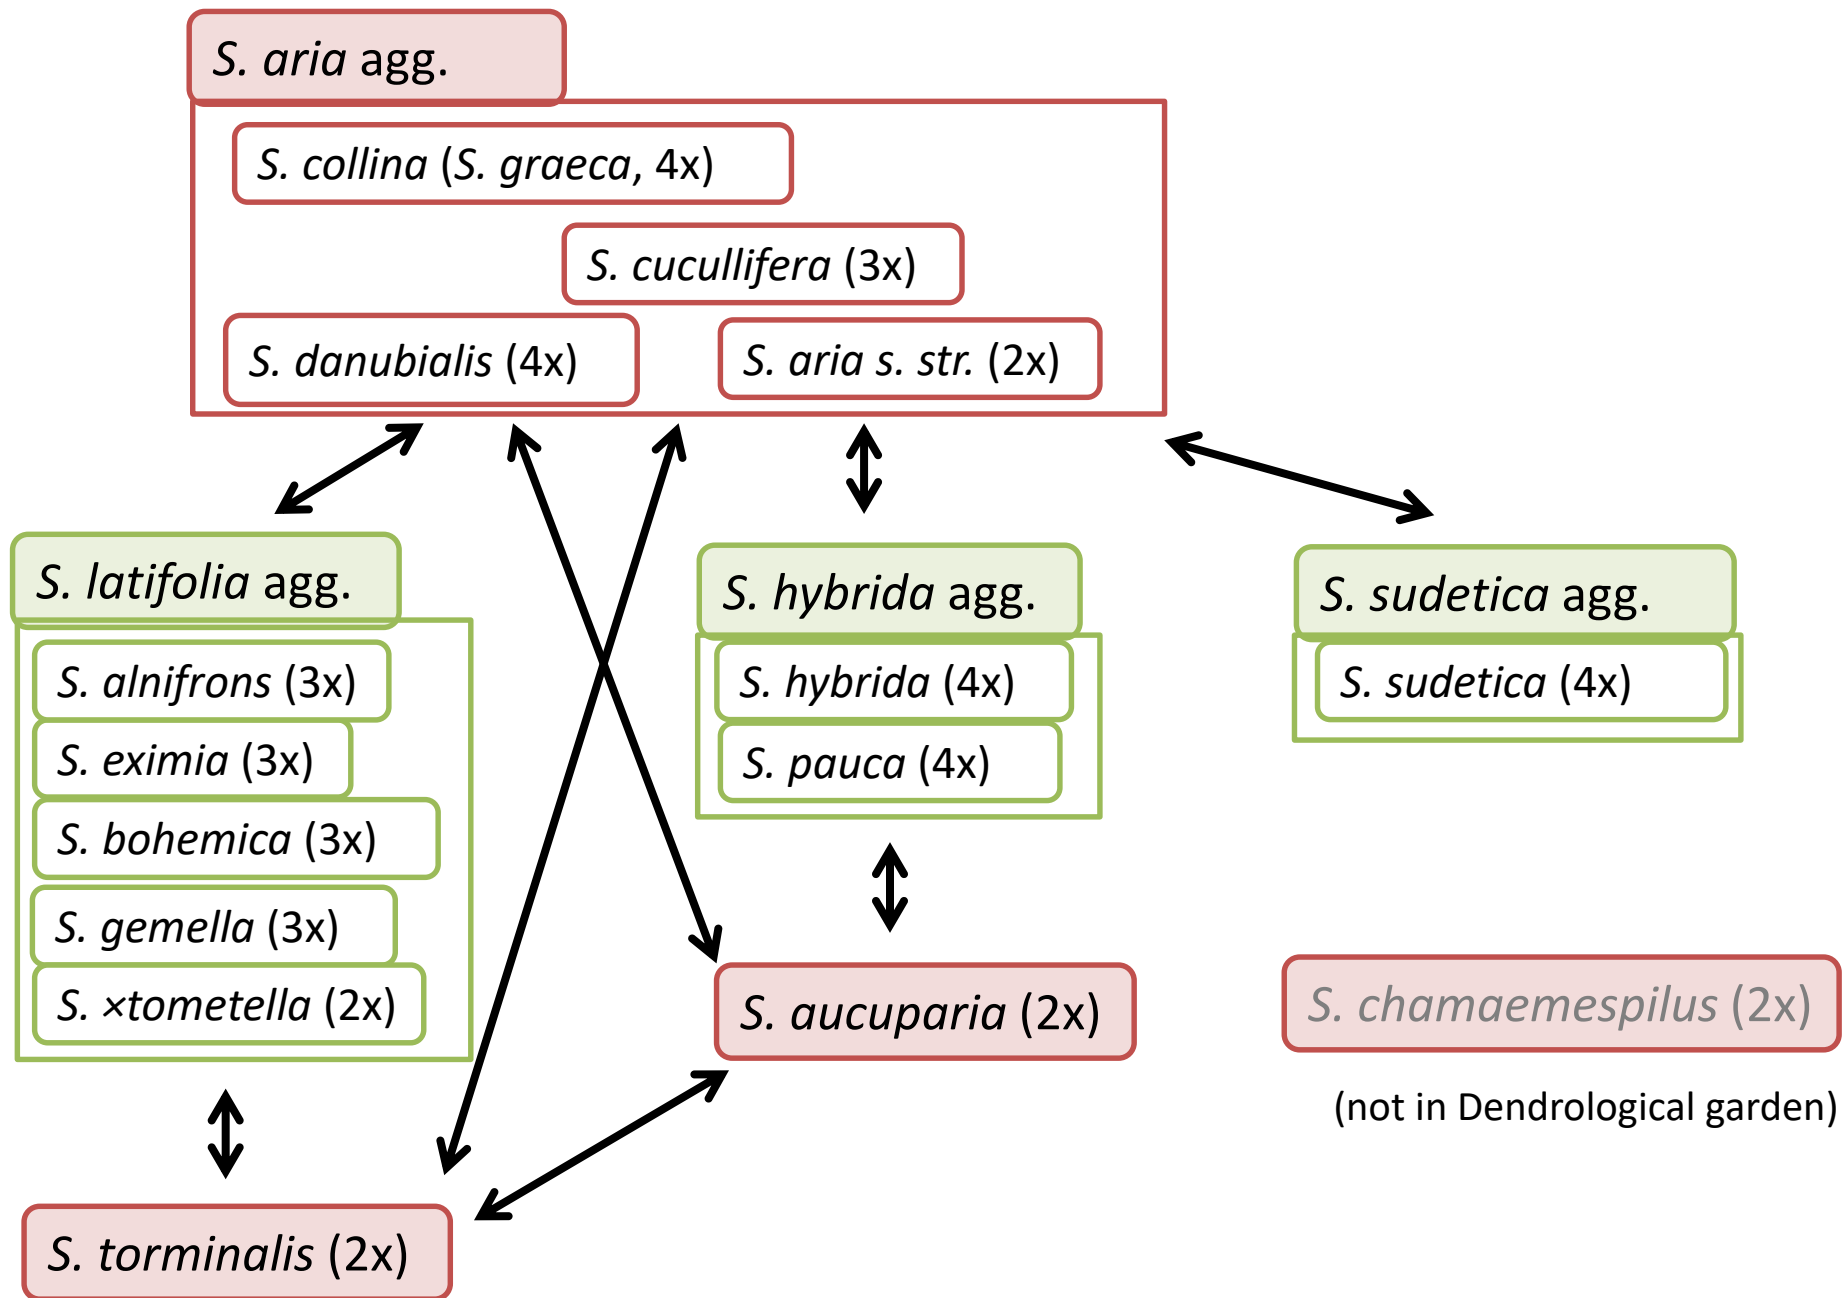 S. aria agg.
S. collina (S. graeca, 4x)
S. cucullifera (3x)
S. danubialis (4x)
S. aria s. str. (2x)
S. latifolia agg.
S. alnifrons (3x)
S. eximia (3x)
S. bohemica (3x)
S. gemella (3x)
S. ×tometella (2x)
S. hybrida agg.
S. hybrida (4x)
S. pauca (4x)
S. sudetica agg.
S. sudetica (4x)
S. aucuparia (2x)
S. chamaemespilus (2x)
(not in Dendrological garden)
S. torminalis (2x)